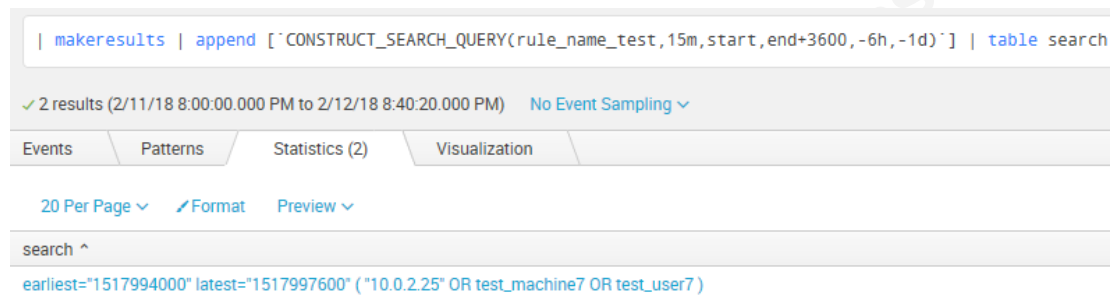 | makeresults | append [`CONSTRUCT_SEARCH_QUERY(rule_name_test,15m,start,end+3600,-6h,-1d)`] | table search
✓ 2 results (2/11/18 8:00:00.000 PM to 2/12/18 8:40:20.000 PM) No Event Sampling
Events Patterns Statistics (2) Visualization
20 Per Page Format Preview
search ^
earliest="1517994000" latest="1517997600" ( "10.0.2.25" OR test_machine7 OR test_user7 )